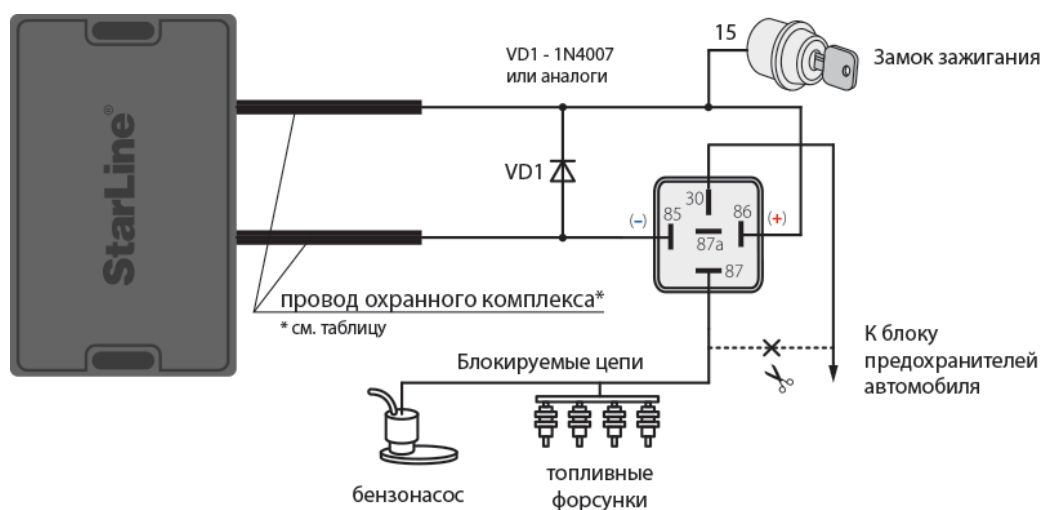 StarLine®
VD1 - 1N4007
или аналоги
15
Замок зажигания
VD1
30
(–)
85
86
(+)
87a
87
провод охранного комплекса*
* см. таблицу
К блоку
предохранителей
автомобиля
Блокируемые цепи
бензонасос
топливные
форсунки